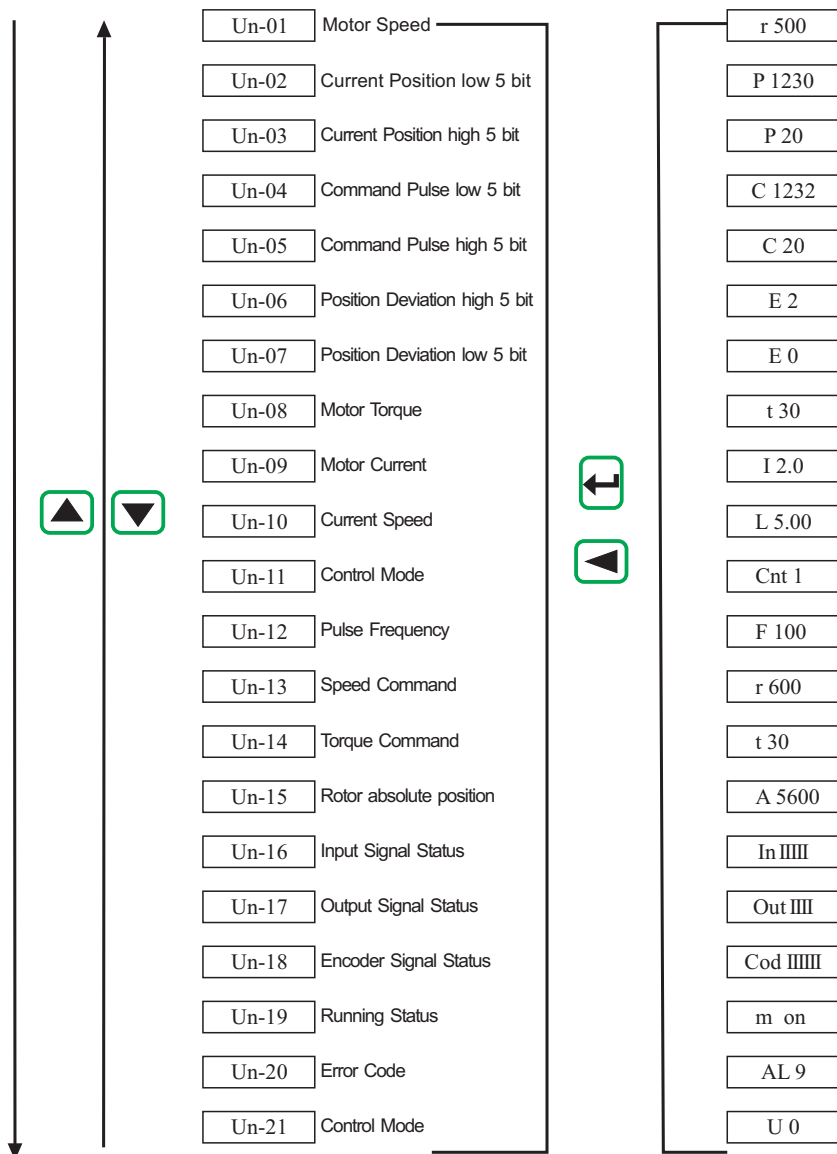 Un-01 Motor Speed r 500
Un-02 Current Position low 5 bit P 1230
Un-03 Current Position high 5 bit P 20
Un-04 Command Pulse low 5 bit C 1232
Un-05 Command Pulse high 5 bit C 20
Un-06 Position Deviation high 5 bit E 2
Un-07 Position Deviation low 5 bit E 0
Un-08 Motor Torque t 30
Un-09 Motor Current I 2.0
Un-10 Current Speed L 5.00
Un-11 Control Mode Cnt 1
Un-12 Pulse Frequency F 100
Un-13 Speed Command r 600
Un-14 Torque Command t 30
Un-15 Rotor absolute position A 5600
Un-16 Input Signal Status In IIIII
Un-17 Output Signal Status Out IIII
Un-18 Encoder Signal Status Cod IIIIII
Un-19 Running Status m on
Un-20 Error Code AL 9
Un-21 Control Mode U 0